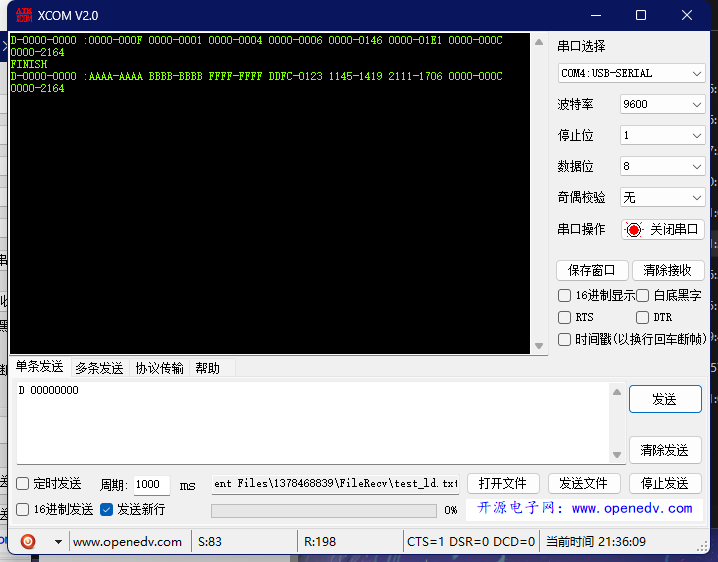 XCOM V2.0
D-0000-0000 :0000-000F 0000-0001 0000-0004 0000-0006 0000-0146 0000-01E1 0000-000C
0000-2164
FINISH
D-0000-0000 :AAAA-AAAA BBBB-BBBB FFFF-FFFF DDFC-0123 1145-1419 2111-1706 0000-000C
0000-2164
串口选择
COM4:USB-SERIAL
波特率 9600
停止位 1
数据位 8
奇偶校验 无
串口操作 关闭串口
保存窗口 清除接收
16进制显示 白底黑字
RTS DTR
时间戳(以换行回车断帧)
单条发送 多条发送 协议传输 帮助
D 00000000
发送
清除发送
定时发送 周期: 1000 ms ent Files\1378468839\FileRecv\test_ld.txt 打开文件 发送文件 停止发送
16进制发送 发送新行 0% 开源电子网：www.openedv.com
www.openedv.com S:83 R:198 CTS=1 DSR=0 DCD=0 当前时间 21:36:09